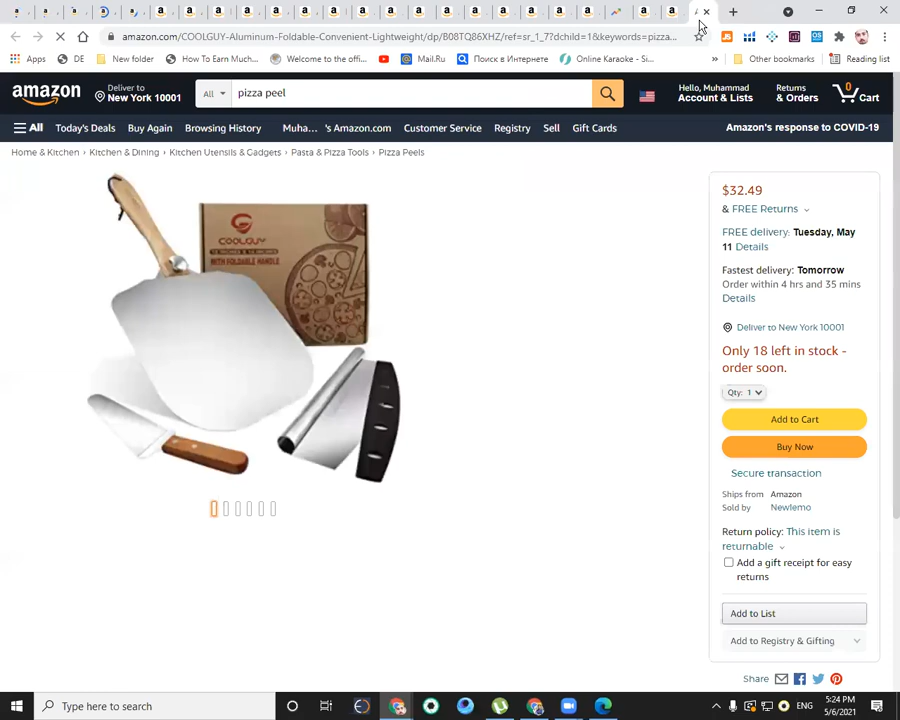 amazon.com/COOLGUY-Aluminum-Foldable-Convenient-Lightweight/dp/B08TQ86XHZ/ref=sr_1_7?dchild=1&keywords=pizza...
Apps
DE
New folder
How To Earn Much...
Welcome to the offi...
Mail.Ru
Поиск в Интернете
Online Karaoke - Si...
»
Other bookmarks
Reading list
amazon
Deliver to
New York 10001
All
pizza peel
Hello, Muhammad
Account & Lists
Returns
& Orders
0
Cart
All
Today's Deals
Buy Again
Browsing History
Muha... 's Amazon.com
Customer Service
Registry
Sell
Gift Cards
Amazon's response to COVID-19
Home & Kitchen › Kitchen & Dining › Kitchen Utensils & Gadgets › Pasta & Pizza Tools › Pizza Peels
COOLGUY
WITH FOLDABLE HANDLE
$32.49
& FREE Returns
FREE delivery: Tuesday, May
11 Details
Fastest delivery: Tomorrow
Order within 4 hrs and 35 mins
Details
Deliver to New York 10001
Only 18 left in stock -
order soon.
Qty: 1
Add to Cart
Buy Now
Secure transaction
Ships from Amazon
Sold by Newlemo
Return policy: This item is
returnable
Add a gift receipt for easy
returns
Add to List
Add to Registry & Gifting
Share
Type here to search
5:24 PM
5/6/2021